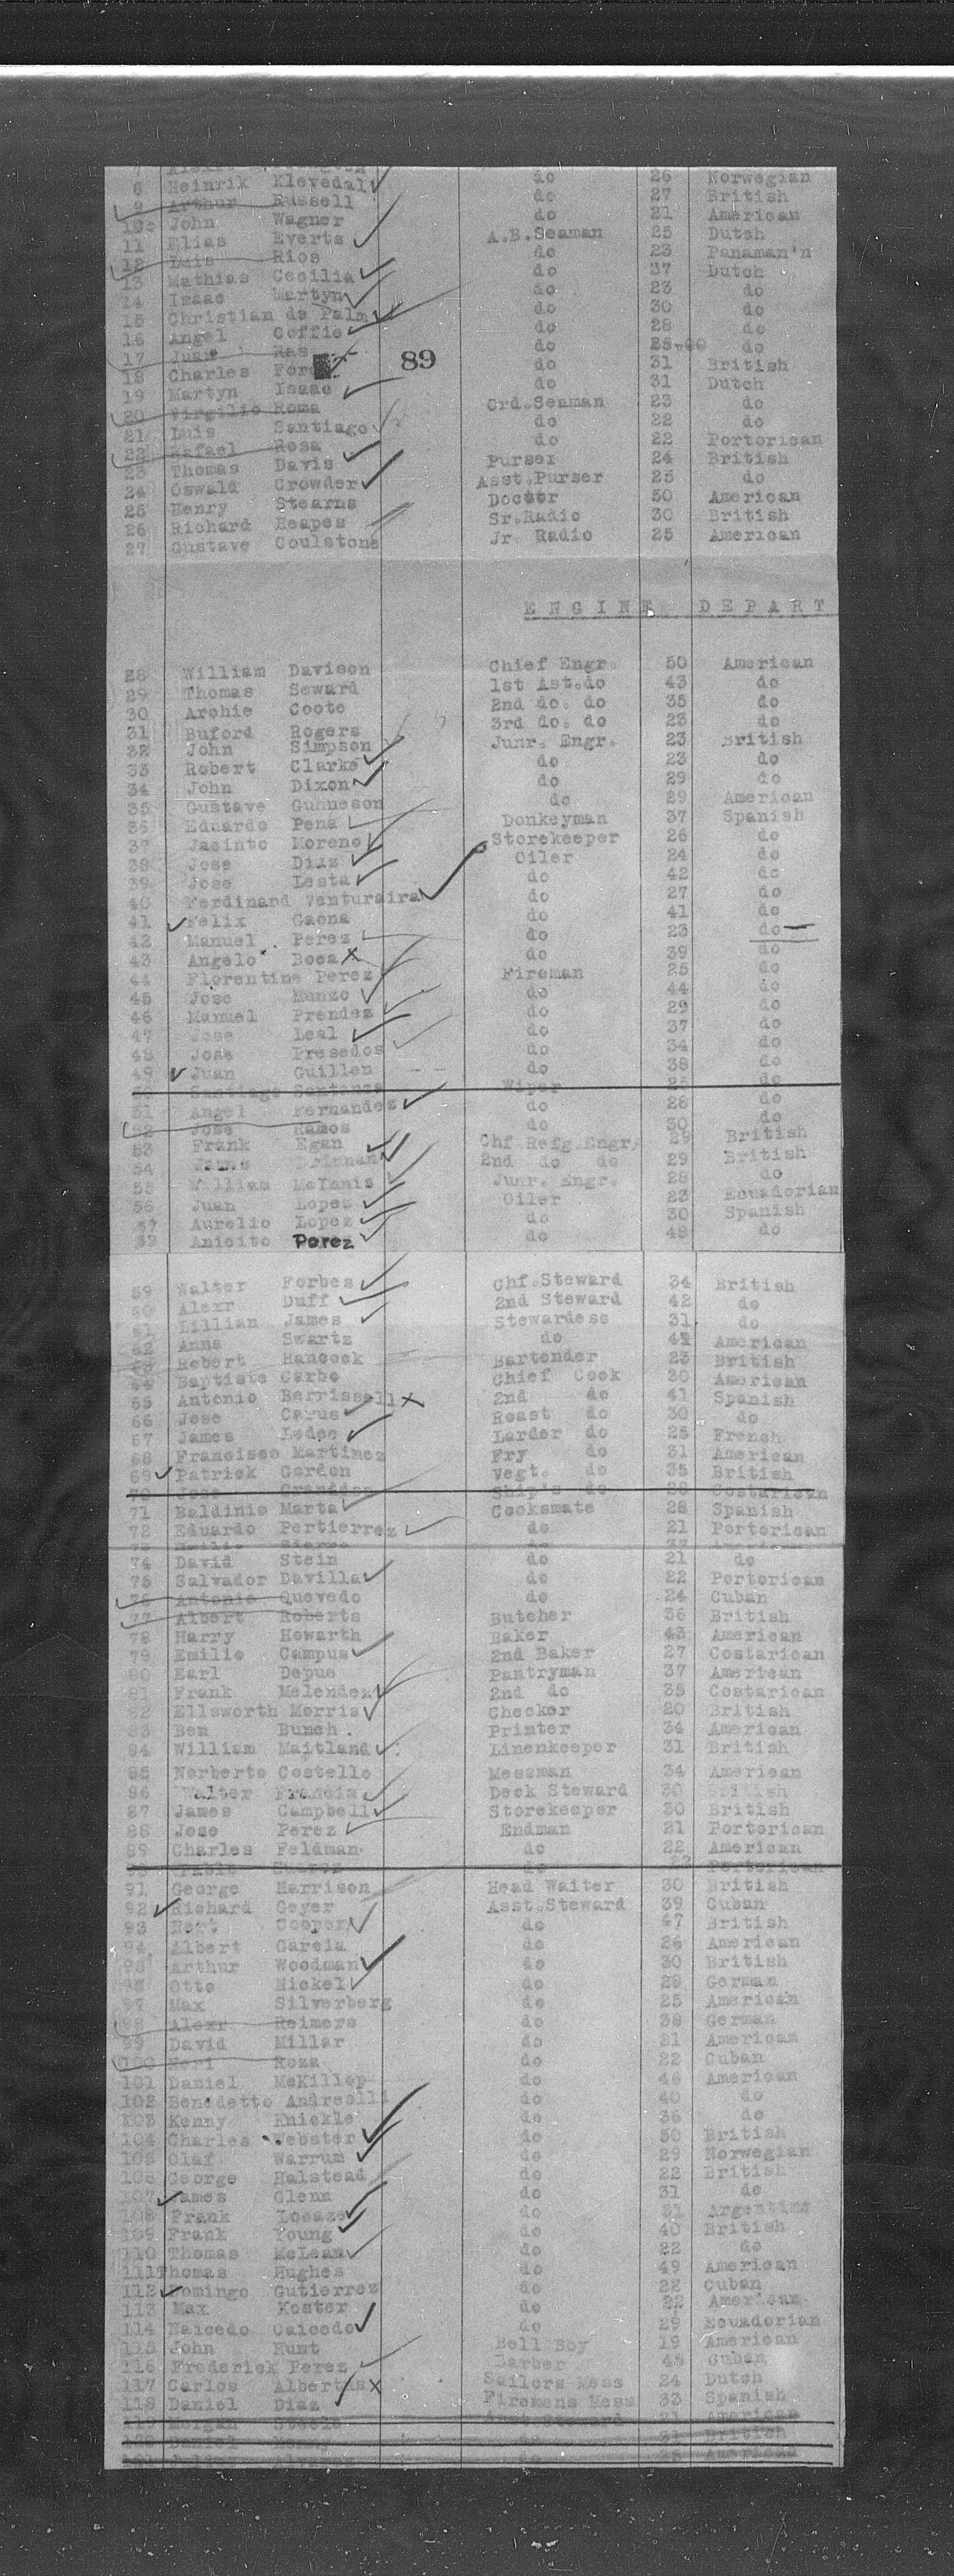 8 Heinrik Klevedal do 26 Norwegian
9 Arthur Russell do 27 British
10 John Wagner do 21 American
11 Elias Everts A.B.Seaman 25 Dutch
12 Luis Rios do 23 Panaman'n
13 Mathias Cecilia do 37 Dutch
14 Isaac Martyn do 23 do
15 Christian de Palm do 30 do
16 Angel Coffie do 28 do
17 Juan Ras do do
89
18 Charles Ford do 31 British
19 Martyn Isaac do 31 Dutch
20 Virgilio Roma Ord.Seaman 23 do
21 Luis Santiago do 22 do
22 Rafael Rosa do 22 Portorican
23 Thomas Davis Purser 24 British
24 Oswald Crowder Asst.Purser 25 do
25 Henry Stearns Doctor 50 American
26 Richard Heapes Sr.Radio 30 British
27 Gustave Coulstone Jr. Radio 25 American
ENGINE DEPART
28 William Davison Chief Engr 50 American
29 Thomas Seward 1st Ast.do 43 do
30 Archie Coote 2nd do. do 35 do
31 Buford Rogers 3rd do. do 23 do
32 John Simpson Junr. Engr. 23 British
33 Robert Clarke do 23 do
34 John Dixon do 29 do
35 Gustave Gunneson do 29 American
36 Eduardo Pena Donkeyman 37 Spanish
37 Jacinto Moreno Storekeeper 26 do
38 Jose Diaz Oiler 24 do
39 Jose Lesta do 42 do
40 Ferdinand Venturaira do 27 do
41 Felix Gaona do 41 do
42 Manuel Perez do 23 do
43 Angelo Boca do 39 do
44 Florentino Perez Fireman 25 do
45 Jose Munzo do 44 do
46 Manuel Prendez do 29 do
47 Jose Leal do 37 do
48 Jose Presedos do 34 do
49 Juan Guillen do 38 do
50 Santiago Wiper 25 do
51 Angel Fernandez do 28 do
52 Jose Ramos do 30 do
53 Frank Egan Chf Refg.Engr. 29 British
54 James 2nd do do 29 British
55 William McTanis Junr. Engr. 28 do
56 Juan Lopez Oiler 23 Ecuadorian
57 Aurelio Lopez do 30 Spanish
58 Anicito Perez do 48 do
59 Walter Forbes Chf.Steward 34 British
60 Alexr Duff 2nd Steward 42 do
61 Lillian James Stewardess 31 do
62 Anna Swartz do 42 American
63 Robert Hancock Bartender 23 British
64 Baptiste Carbo Chief Cook 30 American
65 Antonio Berrissell 2nd do 41 Spanish
66 Jose Carus Roast do 30 do
67 James Ledee Larder do 25 French
68 Francisco Martinez Fry do 31 American
69 Patrick Gordon Vegt. do 35 British
70 Jose Ship's do Costarican
71 Baldinio Marta Cooksmate 28 Spanish
72 Eduardo Pertierrez do 21 Portorican
74 David Stein do 21 do
75 Salvador Davilla do 22 Portorican
76 Antonio Quevedo do 24 Cuban
77 Albert Roberts Butcher 36 British
78 Harry Howarth Baker 43 American
79 Emilio Campus 2nd Baker 27 Costarican
80 Earl Depue Pantryman 37 American
81 Frank Melendez 2nd do 35 Costarican
82 Ellsworth Morris Checker 20 British
83 Ben Bunch. Printer 34 American
84 William Maitland Linenkeeper 31 British
85 Norberto Costello Messman 34 American
86 Walter Francis Deck Steward 30 British
87 James Campbell Storekeeper 30 British
88 Jose Perez Endman 21 Portorican
89 Charles Feldman do 22 American
91 George Harrison Head Waiter 30 British
92 Richard Geyer Asst.Steward 39 Cuban
93 Cooper do 47 British
94 Albert Garcia do 26 American
95 Arthur Woodman do 30 British
96 Otto Nickel do 28 German
97 Max Silverberg do 25 American
98 Alexr Reimers do 38 German
99 David Millar do 21 American
100 Neri Roza do 22 Cuban
101 Daniel McKillop do 46 American
102 Benedetto Andreolli do 40 do
103 Kenny Knickle do 36 do
104 Charles Webster do 50 British
105 Olaf Warrum do 29 Norwegian
106 George Halstead do 22 British
107 James Glenn do 31 do
108 Frank do 31 Argentine
109 Frank Young do 40 British
110 Thomas McLean do 22 do
111 Thomas Hughes do 49 American
112 Domingo Gutierrez do 22 Cuban
113 Max Koster do 22 American
114 Naicedo Caicedo do 29 Ecuadorian
115 John Hunt Bell Boy 19 American
116 Frederick Perez Barber 45 Cuban
117 Carlos Albertus Sailors Mess 24 Dutch
118 Daniel Diaz Firemens Mess 33 Spanish
119 Morgan Steele Asst Steward 21 American
British
American